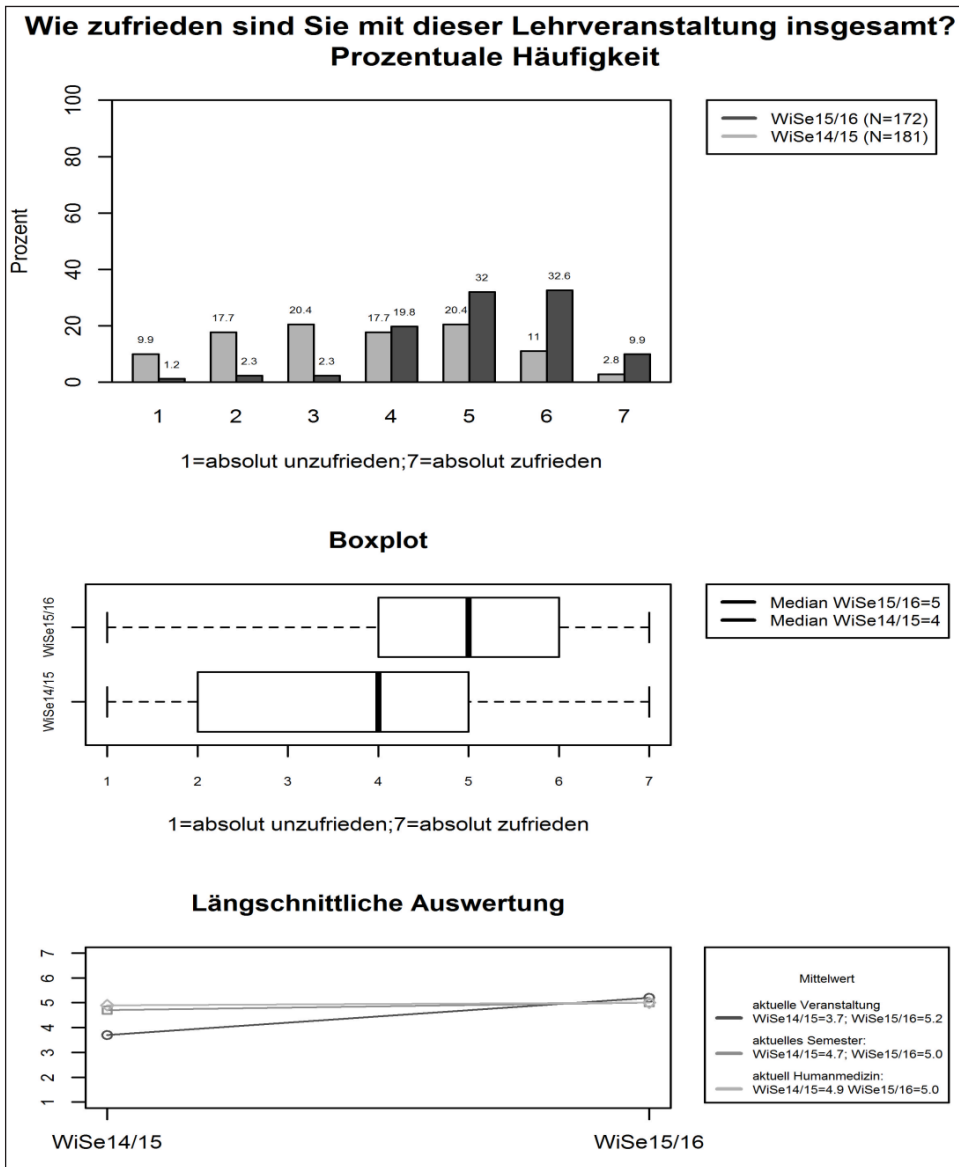 Wie zufrieden sind Sie mit dieser Lehrveranstaltung insgesamt?
Prozentuale Häufigkeit
Prozent
100
80
60
40
20
0
9.9
1.2
17.7
2.3
20.4
2.3
17.7
19.8
20.4
32
11
32.6
2.8
9.9
1 2 3 4 5 6 7
1=absolut unzufrieden;7=absolut zufrieden
WiSe15/16 (N=172)
WiSe14/15 (N=181)
Boxplot
WiSe15/16
WiSe14/15
1 2 3 4 5 6 7
1=absolut unzufrieden;7=absolut zufrieden
Median WiSe15/16=5
Median WiSe14/15=4
Längschnittliche Auswertung
7
6
5
4
3
2
1
WiSe14/15 WiSe15/16
Mittelwert
aktuelle Veranstaltung
WiSe14/15=3.7; WiSe15/16=5.2
aktuelles Semester:
WiSe14/15=4.7; WiSe15/16=5.0
aktuell Humanmedizin:
WiSe14/15=4.9 WiSe15/16=5.0